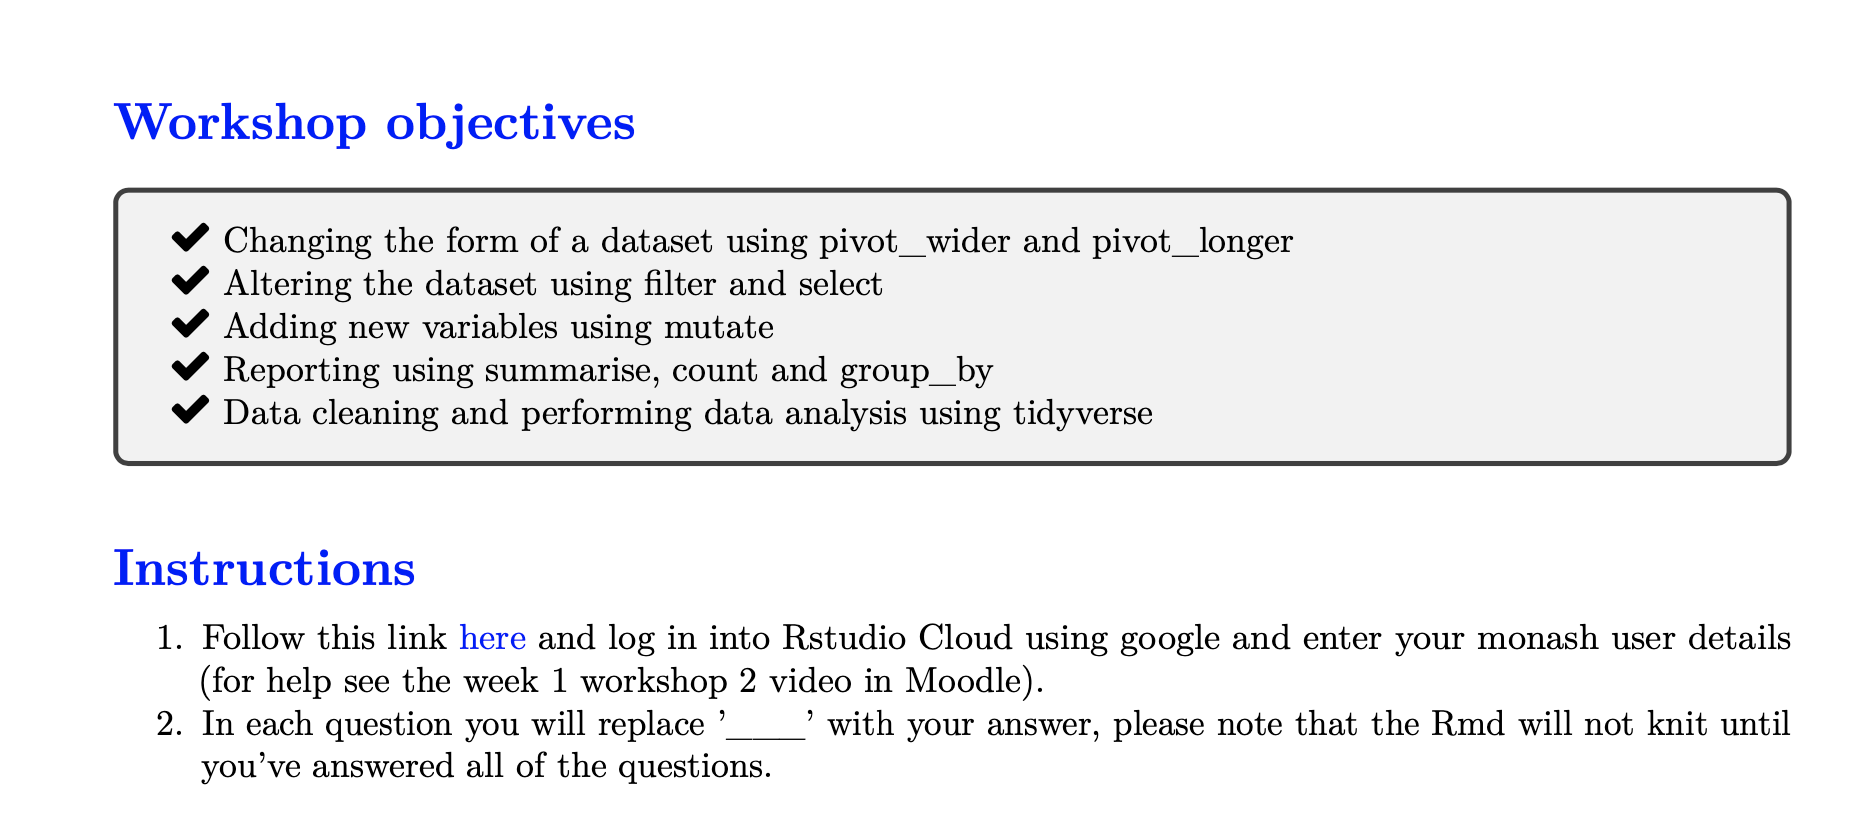 Workshop objectives
✔ Changing the form of a dataset using pivot_wider and pivot_longer
✔ Altering the dataset using filter and select
✔ Adding new variables using mutate
✔ Reporting using summarise, count and group_by
✔ Data cleaning and performing data analysis using tidyverse
Instructions
1. Follow this link here and log in into Rstudio Cloud using google and enter your monash user details
(for help see the week 1 workshop 2 video in Moodle).
2. In each question you will replace ’___’ with your answer, please note that the Rmd will not knit until
you’ve answered all of the questions.